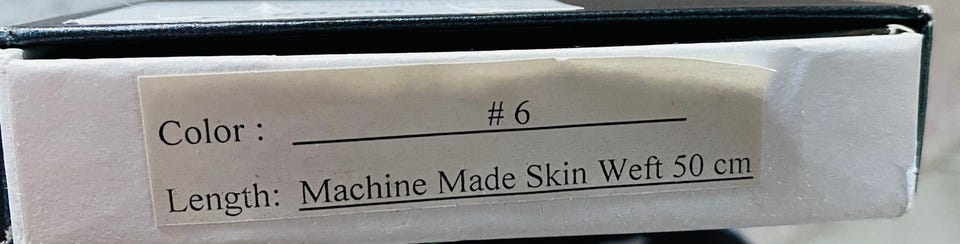 Color : # 6
Length: Machine Made Skin Weft 50 cm